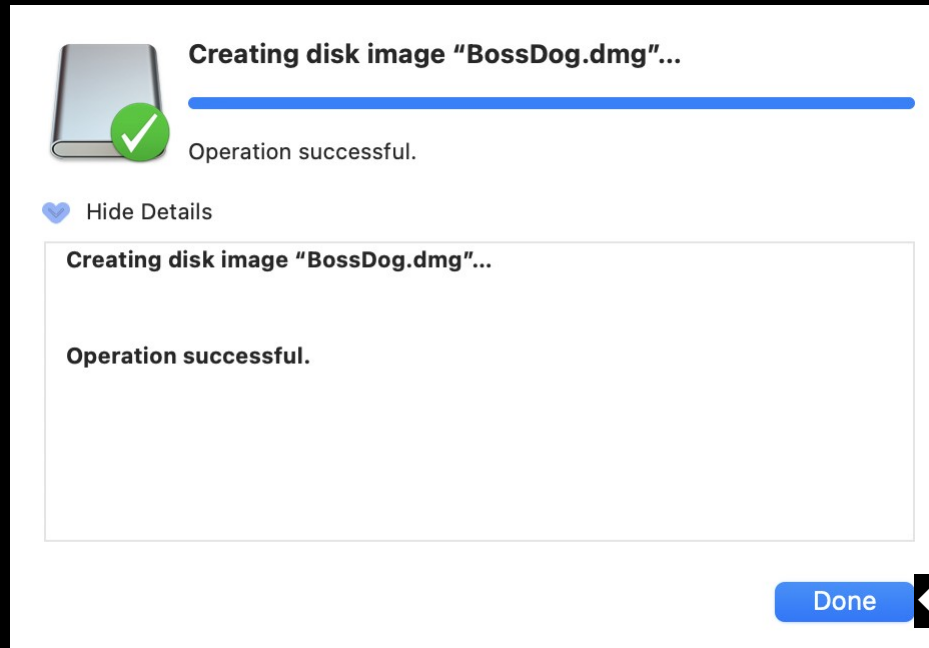 Creating disk image “BossDog.dmg”...
Operation successful.
Hide Details
Creating disk image “BossDog.dmg”...
Operation successful.
Done